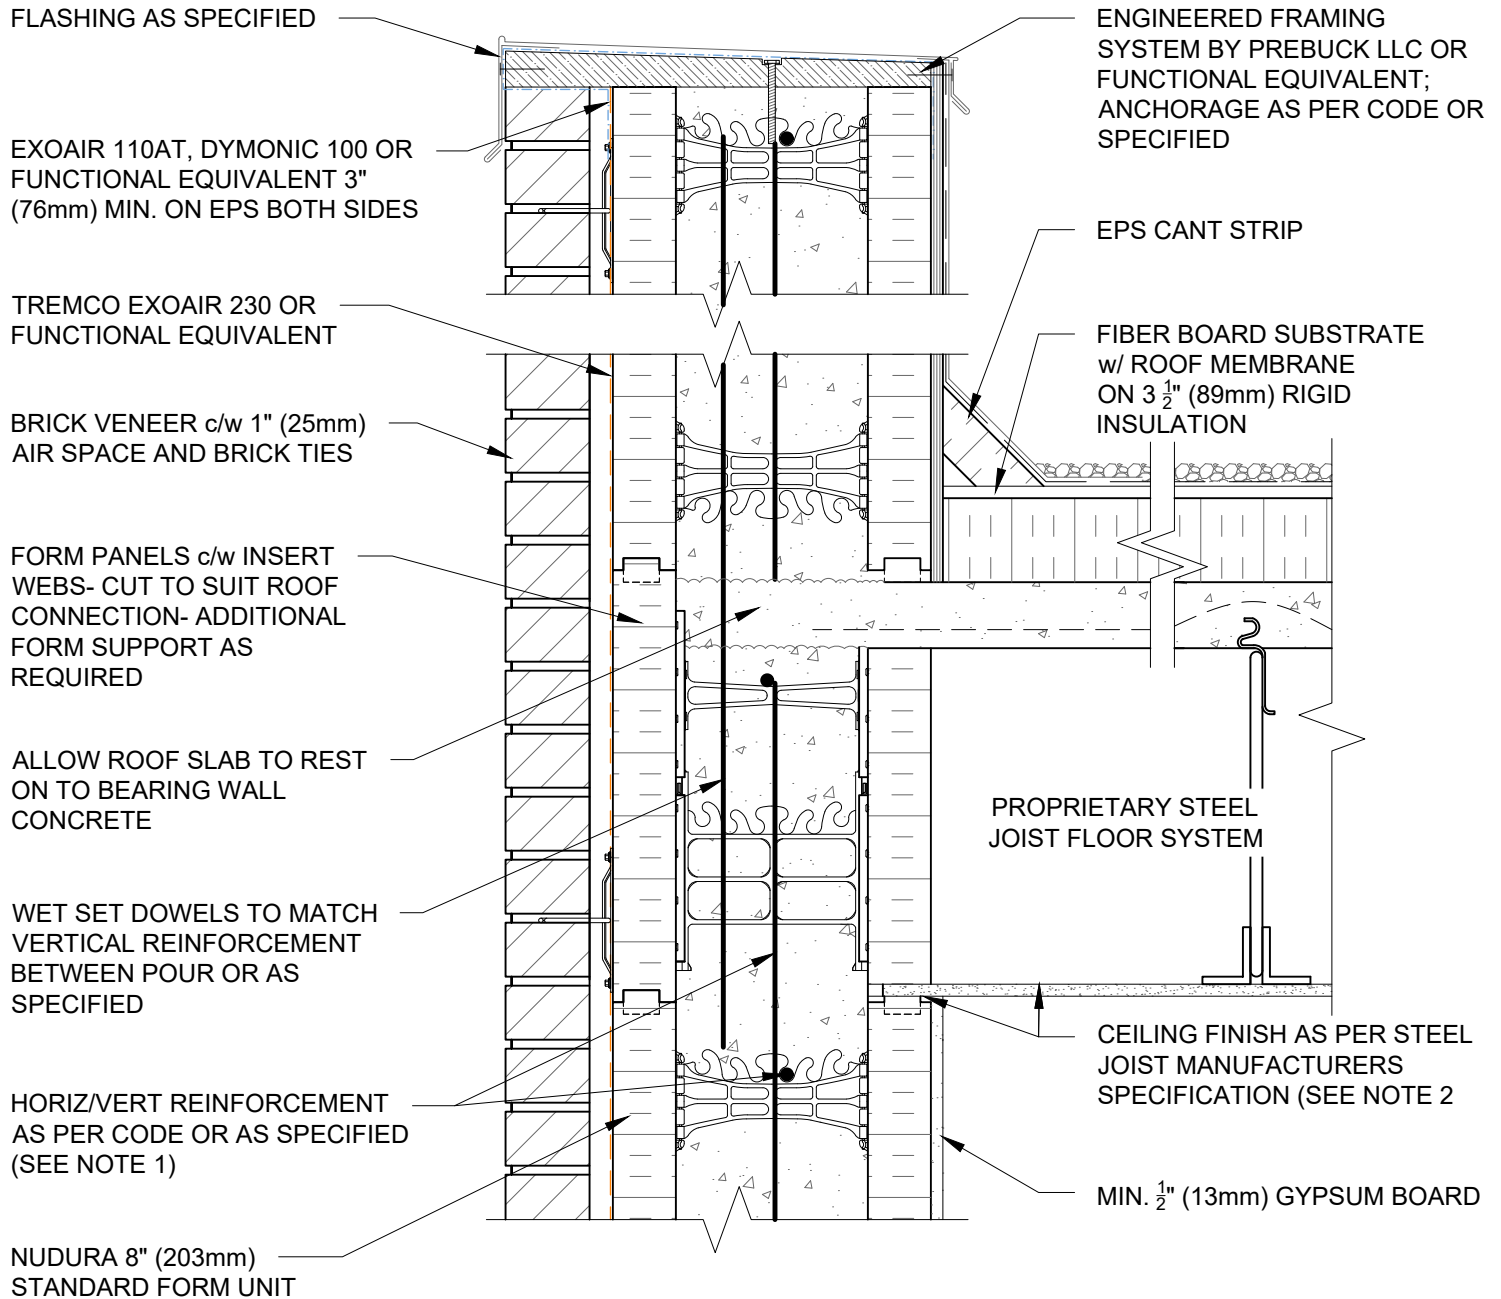 FLASHING AS SPECIFIED
EXOAIR 110AT, DYMONIC 100 OR
FUNCTIONAL EQUIVALENT 3"
(76mm) MIN. ON EPS BOTH SIDES
TREMCO EXOAIR 230 OR
FUNCTIONAL EQUIVALENT
BRICK VENEER c/w 1" (25mm)
AIR SPACE AND BRICK TIES
FORM PANELS c/w INSERT
WEBS- CUT TO SUIT ROOF
CONNECTION- ADDITIONAL
FORM SUPPORT AS
REQUIRED
ALLOW ROOF SLAB TO REST
ON TO BEARING WALL
CONCRETE
WET SET DOWELS TO MATCH
VERTICAL REINFORCEMENT
BETWEEN POUR OR AS
SPECIFIED
HORIZ/VERT REINFORCEMENT
AS PER CODE OR AS SPECIFIED
(SEE NOTE 1)
NUDURA 8" (203mm)
STANDARD FORM UNIT
ENGINEERED FRAMING
SYSTEM BY PREBUCK LLC OR
FUNCTIONAL EQUIVALENT;
ANCHORAGE AS PER CODE OR
SPECIFIED
EPS CANT STRIP
FIBER BOARD SUBSTRATE
w/ ROOF MEMBRANE
ON 3 1/2" (89mm) RIGID
INSULATION
PROPRIETARY STEEL
JOIST FLOOR SYSTEM
CEILING FINISH AS PER STEEL
JOIST MANUFACTURERS
SPECIFICATION (SEE NOTE 2
MIN. 1/2" (13mm) GYPSUM BOARD